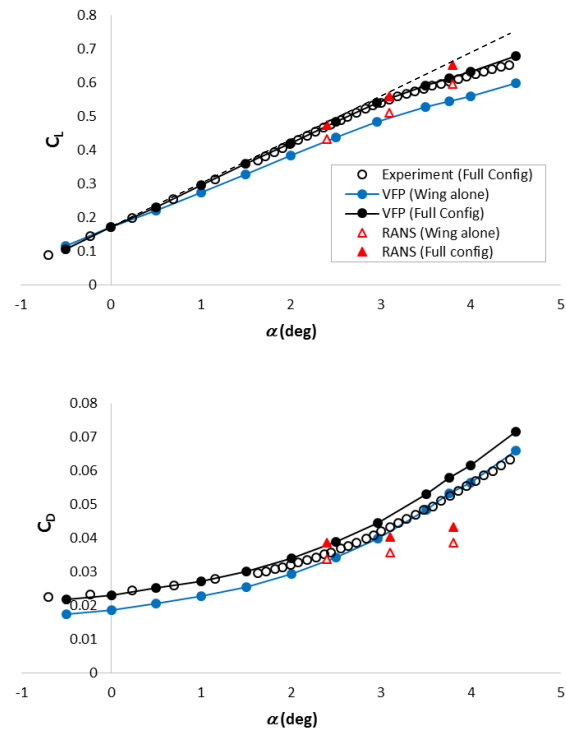 0.8
0.7
0.6
0.5
0.4
0.3
0.2
0.1
0
CL
Experiment (Full Config)
VFP (Wing alone)
VFP (Full Config)
RANS (Wing alone)
RANS (Full config)
-1 0 1 2 3 4 5
α (deg)
0.08
0.07
0.06
0.05
0.04
0.03
0.02
0.01
0
CD
-1 0 1 2 3 4 5
α (deg)